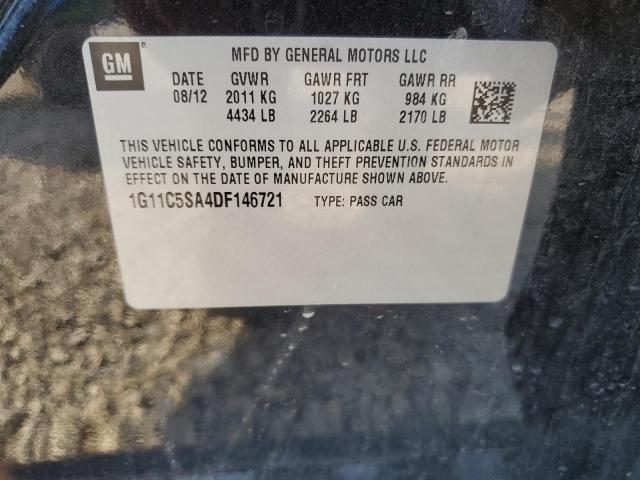 GM ®
MFD BY GENERAL MOTORS LLC
DATE GVWR GAWR FRT GAWR RR
08/12 2011 KG 1027 KG 984 KG
4434 LB 2264 LB 2170 LB
THIS VEHICLE CONFORMS TO ALL APPLICABLE U.S. FEDERAL MOTOR
VEHICLE SAFETY, BUMPER, AND THEFT PREVENTION STANDARDS IN
EFFECT ON THE DATE OF MANUFACTURE SHOWN ABOVE.
1G11C5SA4DF146721 TYPE: PASS CAR